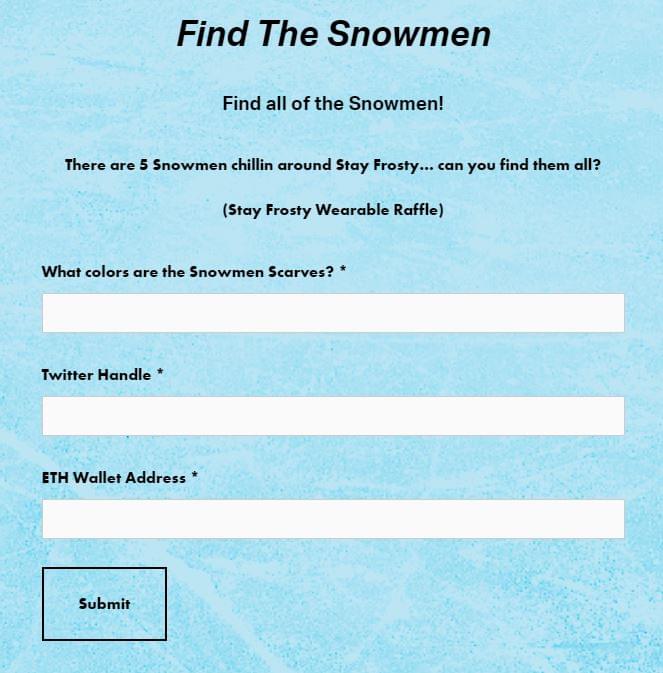 Find The Snowmen
Find all of the Snowmen!
There are 5 Snowmen chillin around Stay Frosty... can you find them all?
(Stay Frosty Wearable Raffle)
What colors are the Snowmen Scarves? *
Twitter Handle *
ETH Wallet Address *
Submit